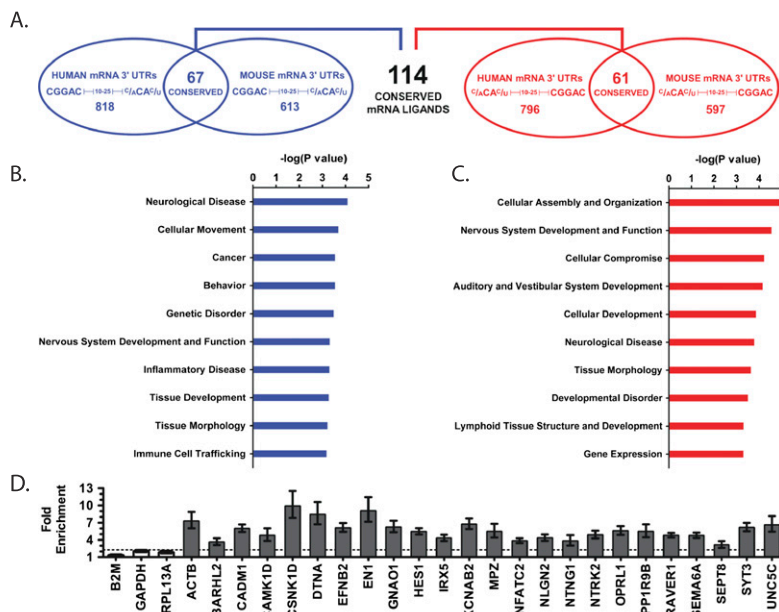 A.
HUMAN mRNA 3' UTRs
CGGAC (10-25) C/ACAC/U
818
67
CONSERVED
MOUSE mRNA 3' UTRs
CGGAC (10-25) C/ACAC/U
613
114
CONSERVED
mRNA LIGANDS
HUMAN mRNA 3' UTRs
C/ACAC/U (10-25) CGGAC
796
61
CONSERVED
MOUSE mRNA 3' UTRs
C/ACAC/U (10-25) CGGAC
597
B.
-log(P value)
0 1 2 3 4 5
Neurological Disease
Cellular Movement
Cancer
Behavior
Genetic Disorder
Nervous System Development and Function
Inflammatory Disease
Tissue Development
Tissue Morphology
Immune Cell Trafficking
C.
-log(P value)
0 1 2 3 4
Cellular Assembly and Organization
Nervous System Development and Function
Cellular Compromise
Auditory and Vestibular System Development
Cellular Development
Neurological Disease
Tissue Morphology
Developmental Disorder
Lymphoid Tissue Structure and Development
Gene Expression
D.
Fold
Enrichment
13
10
7
4
1
B2M
GAPDH
RPL13A
ACTB
BARHL2
CADM1
CAMK1D
CSNK1D
DTNA
EFNB2
EN1
GNAO1
HES1
IRX5
KCNAB2
MPZ
NFATC2
NLGN2
NTNG1
NTRK2
OPRL1
PP1R9B
RAVER1
SEMA6A
SEPT8
SYT3
UNC5C